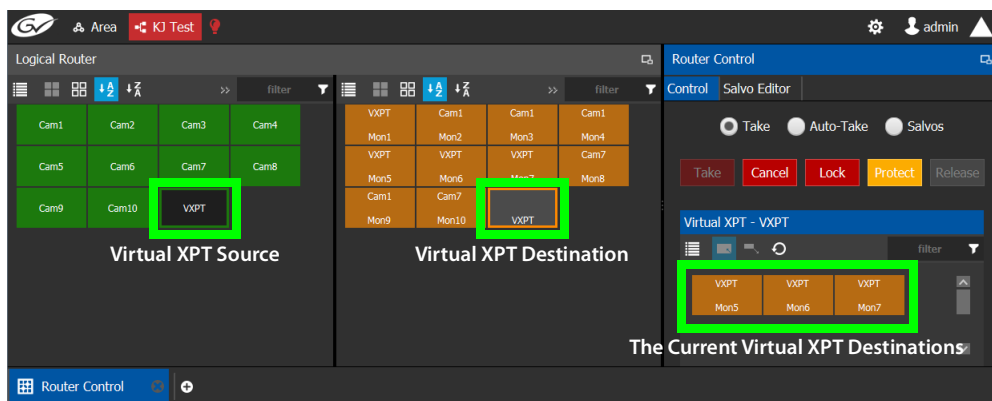 GV Area KJ Test admin
Logical Router
Router Control
filter
filter
Control Salvo Editor
Cam1 Cam2 Cam3 Cam4
Cam5 Cam6 Cam7 Cam8
Cam9 Cam10 VXPT
Virtual XPT Source
VXPT Cam1 Cam1 Cam1
Mon1 Mon2 Mon3 Mon4
VXPT VXPT VXPT Cam7
Mon5 Mon6 Mon7 Mon8
Cam1 Cam7
Mon9 Mon10 VXPT
Virtual XPT Destination
Take Auto-Take Salvos
Take Cancel Lock Protect Release
Virtual XPT - VXPT
filter
VXPT VXPT VXPT
Mon5 Mon6 Mon7
The Current Virtual XPT Destinations
Router Control